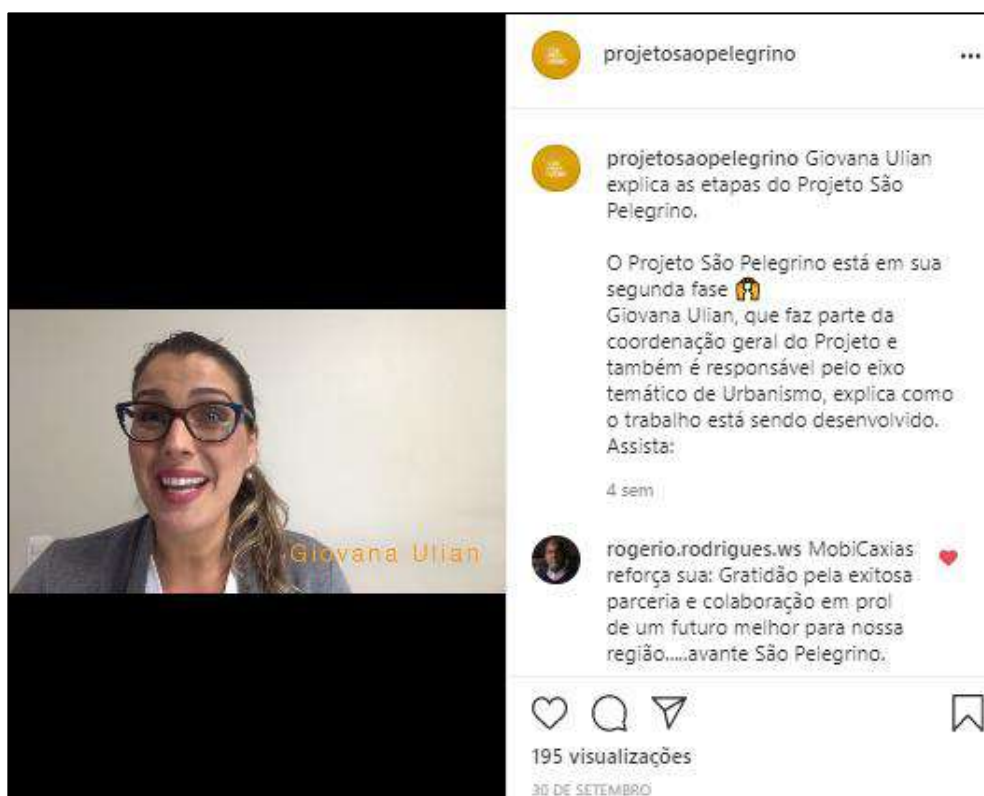 projetosaopelegrino
projetosaopelegrino Giovana Ulian
explica as etapas do Projeto São
Pelegrino.
O Projeto São Pelegrino está em sua
segunda fase
Giovana Ulian, que faz parte da
coordenação geral do Projeto e
também é responsável pelo eixo
temático de Urbanismo, explica como
o trabalho está sendo desenvolvido.
Assista:
4 sem
Giovana Ulian
rogerio.rodrigues.ws MobiCaxias
reforça sua: Gratidão pela exitosa
parceria e colaboração em prol
de um futuro melhor para nossa
região.....avante São Pelegrino.
195 visualizações
30 DE SETEMBRO